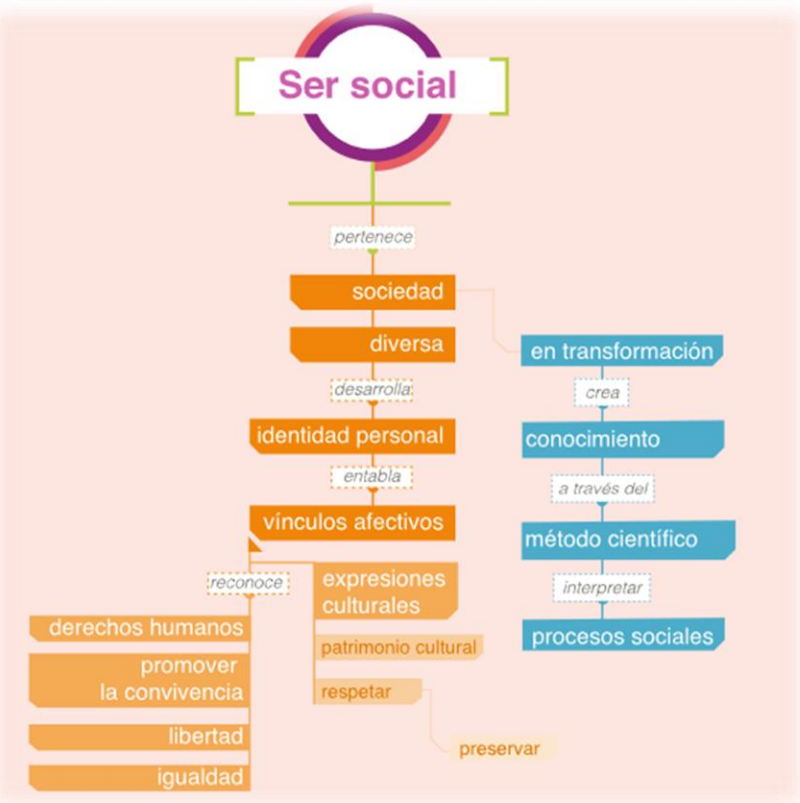 Ser social
pertenece
sociedad
diversa
desarrolla
identidad personal
entabla
vínculos afectivos
reconoce
derechos humanos
promover
la convivencia
libertad
igualdad
expresiones
culturales
patrimonio cultural
respetar
preservar
en transformación
crea
conocimiento
a través del
método científico
interpretar
procesos sociales